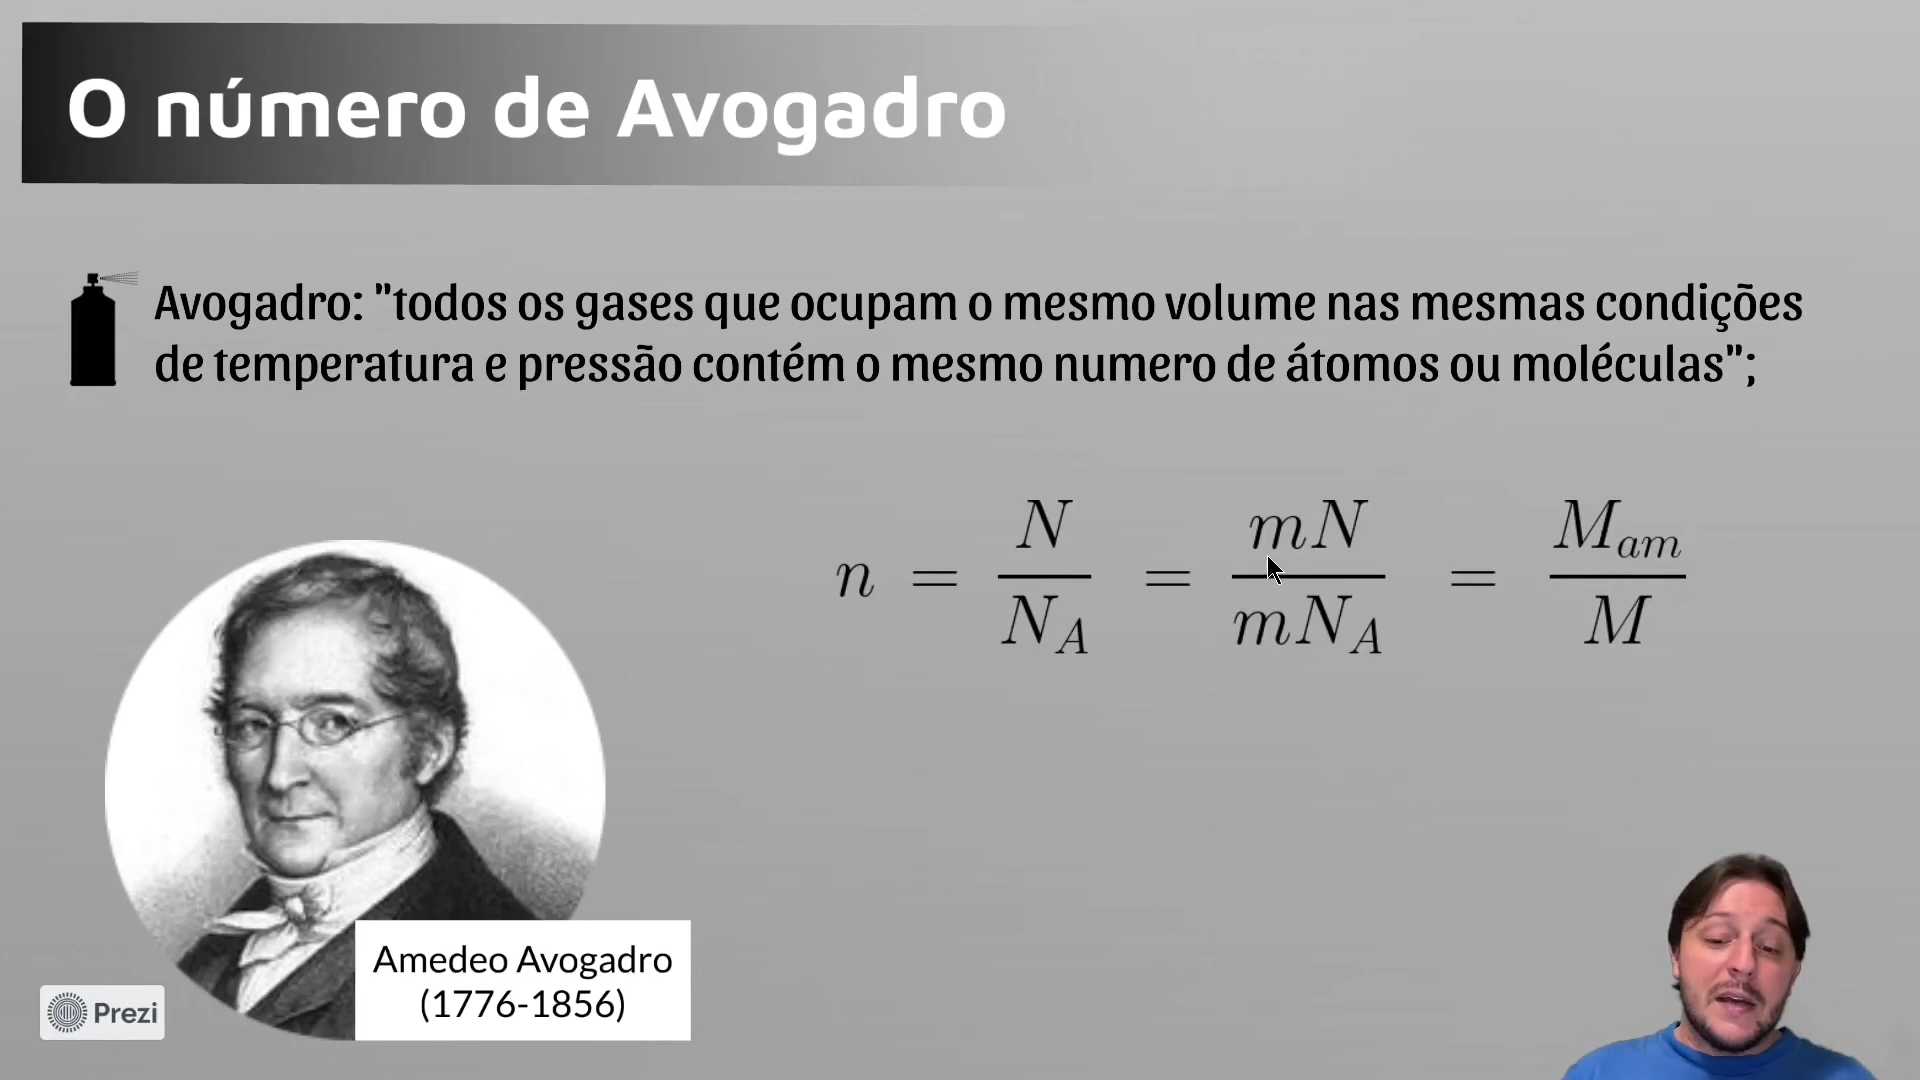 O número de Avogadro
Avogadro: "todos os gases que ocupam o mesmo volume nas mesmas condições
de temperatura e pressão contém o mesmo numero de átomos ou moléculas";
n = N/N_A = mN/mN_A = M_am/M
Amedeo Avogadro
(1776-1856)
Prezi